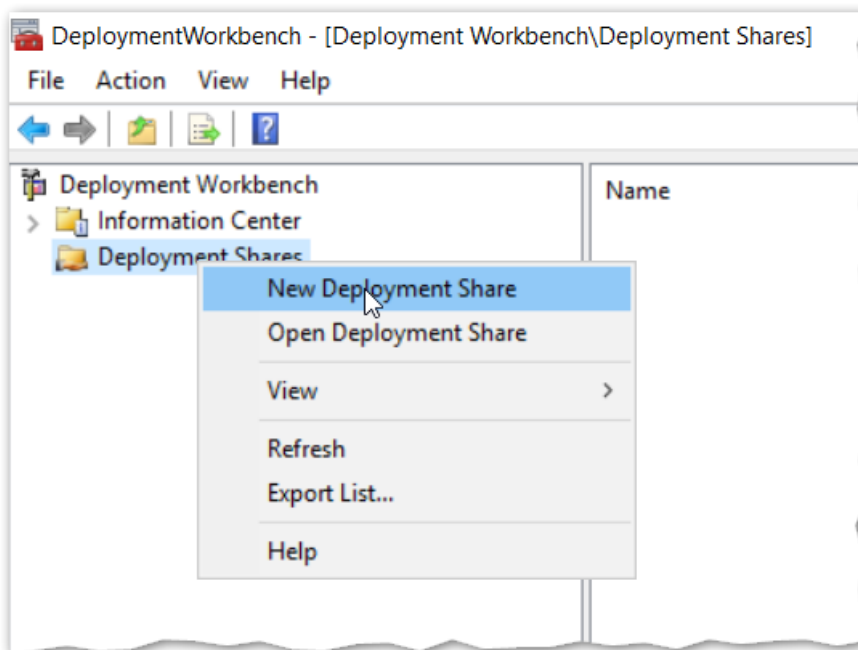 DeploymentWorkbench - [Deployment Workbench\Deployment Shares]
File Action View Help
Deployment Workbench
Name
Information Center
Deployment Shares
New Deployment Share
Open Deployment Share
View
Refresh
Export List...
Help